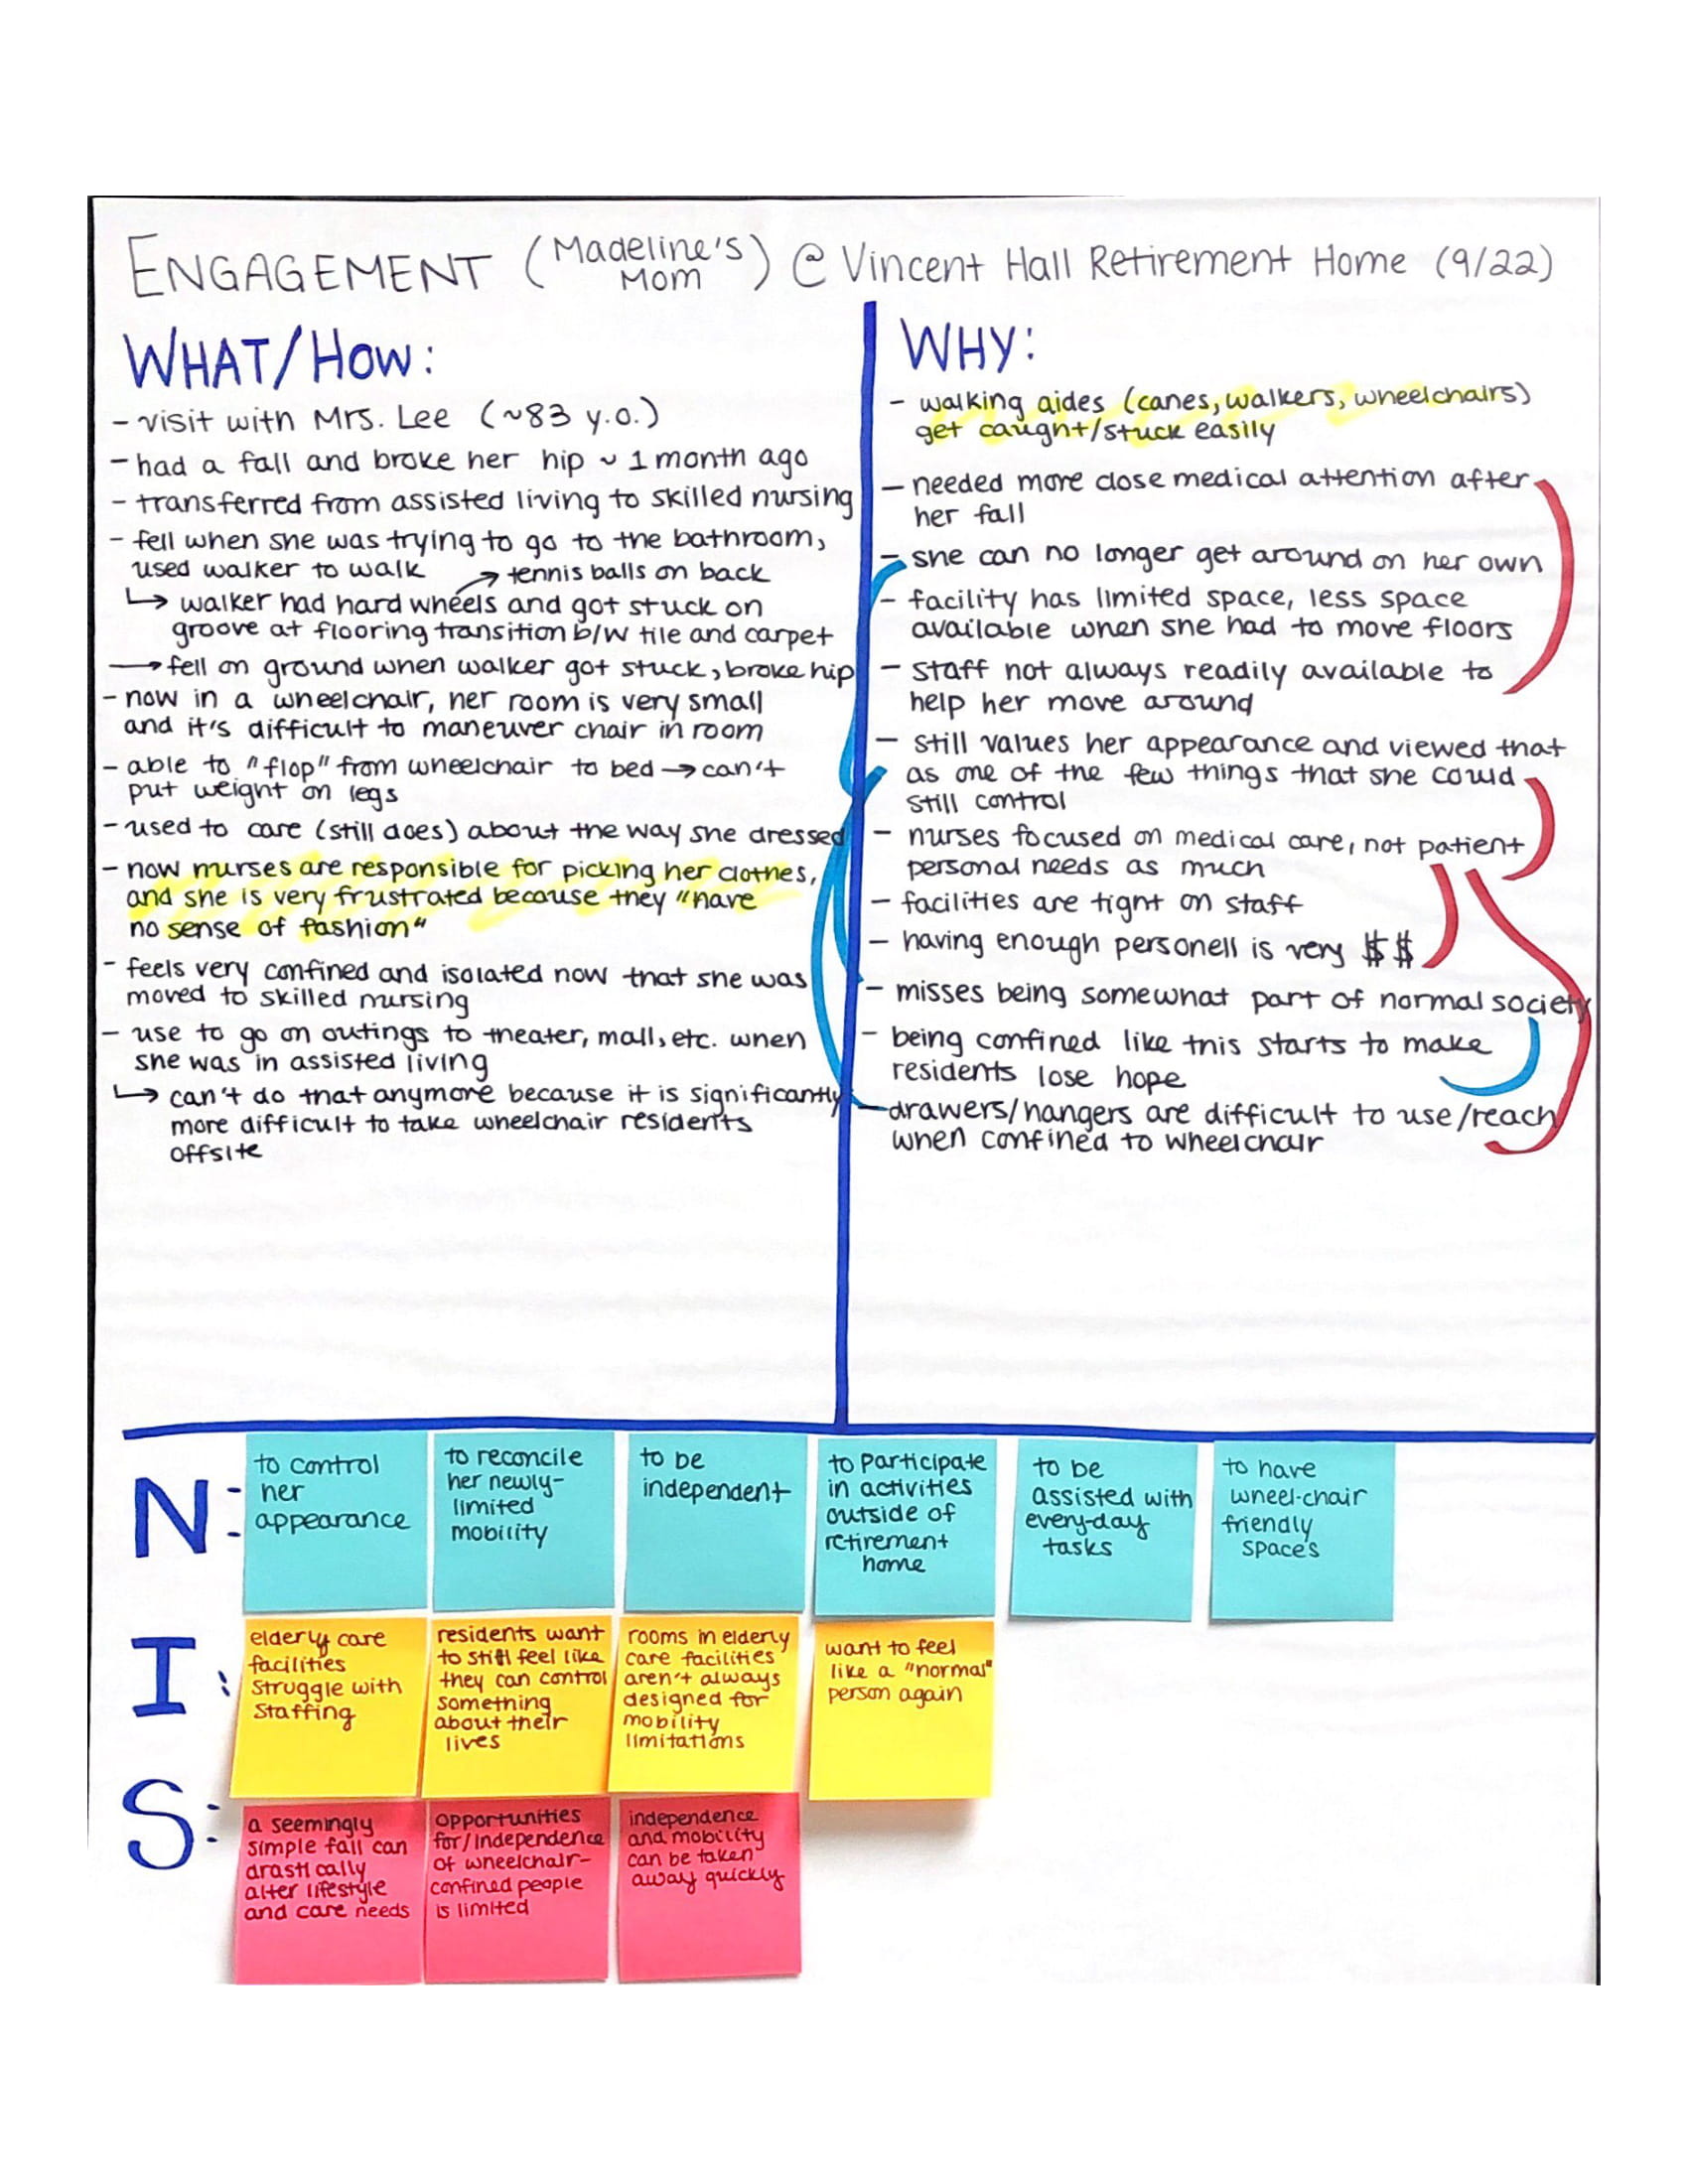 ENGAGEMENT (Madeline's Mom) @ Vincent Hall Retirement Home (9/22)
WHAT/HOW:
- visit with Mrs. Lee (~83 y.o.)
- had a fall and broke her hip ~ 1 month ago
- transferred from assisted living to skilled nursing
- fell when she was trying to go to the bathroom,
used walker to walk → tennis balls on back
↳ walker had hard wheels and got stuck on
groove at flooring transition b/w tile and carpet
→ fell on ground when walker got stuck, broke hip
- now in a wheelchair, her room is very small
and it's difficult to maneuver chair in room
- able to "flop" from wheelchair to bed → can't
put weight on legs
- used to care (still does) about the way she dressed
- now nurses are responsible for picking her clothes,
and she is very frustrated because they "have
no sense of fashion"
- feels very confined and isolated now that she was
moved to skilled nursing
- use to go on outings to theater, mall, etc. when
she was in assisted living
↳ can't do that anymore because it is significantly
more difficult to take wheelchair residents
offsite
WHY:
- walking aides (canes, walkers, wheelchairs)
get caught/stuck easily
- needed more close medical attention after
her fall
- she can no longer get around on her own
- facility has limited space, less space
available when she had to move floors
- staff not always readily available to
help her move around
- still values her appearance and viewed that
as one of the few things that she could
still control
- nurses focused on medical care, not patient
personal needs as much
- facilities are tight on staff
- having enough personell is very $$
- misses being somewhat part of normal society
- being confined like this starts to make
residents lose hope
- drawers/hangers are difficult to use/reach
when confined to wheelchair
N:
to control
her
appearance
to reconcile
her newly-
limited
mobility
to be
independent
to participate
in activities
outside of
retirement
home
to be
assisted with
every-day
tasks
to have
wheel-chair
friendly
spaces
I:
elderly care
facilities
struggle with
staffing
residents want
to still feel like
they can control
something
about their
lives
rooms in elderly
care facilities
aren't always
designed for
mobility
limitations
want to feel
like a "normal"
person again
S:
a seemingly
simple fall can
drastically
alter lifestyle
and care needs
opportunities
for/independence
of wheelchair-
confined people
is limited
independence
and mobility
can be taken
away quickly